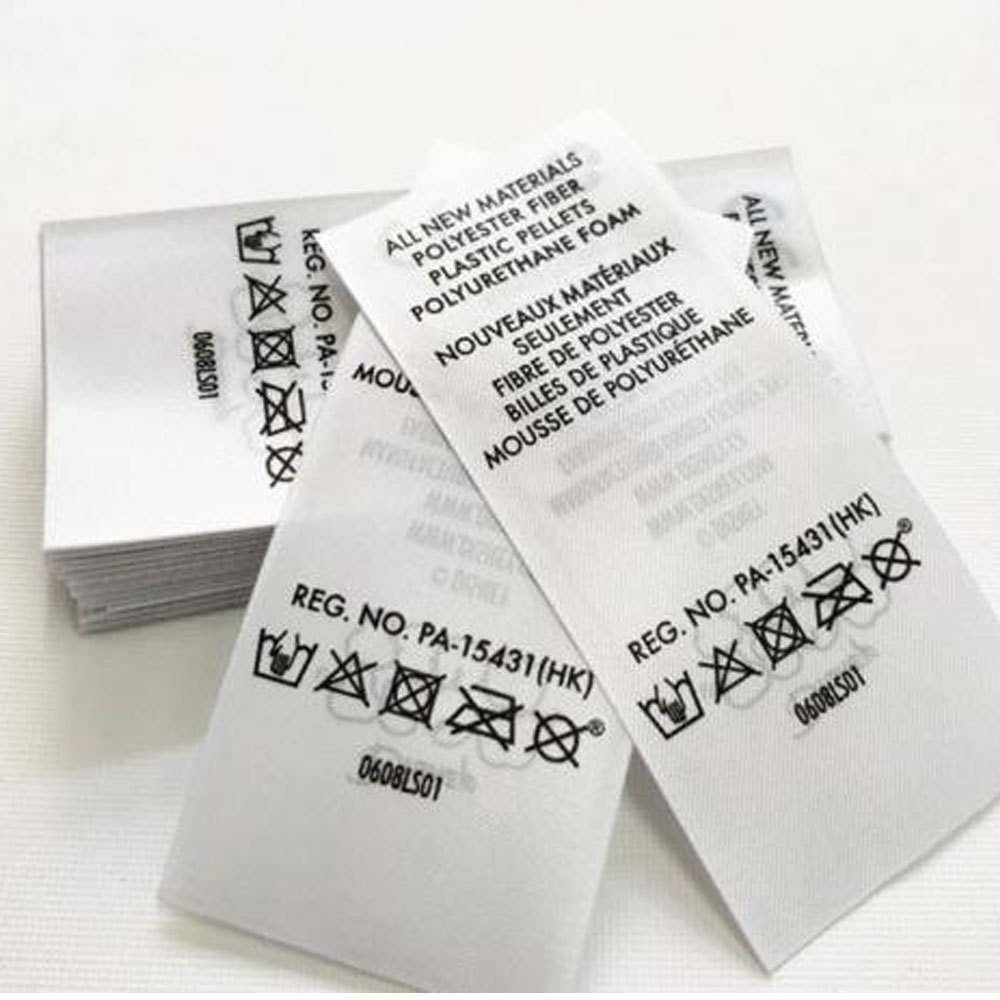 ALL NEW MATERIALS
POLYESTER FIBER
PLASTIC PELLETS
POLYURETHANE FOAM
NOUVEAUX MATÉRIAUX
SEULEMENT
FIBRE DE POLYESTER
BILLES DE PLASTIQUE
MOUSSE DE POLYURÉTHANE
REG. NO. PA-15431(HK)
®
0608LS01
MOUS
REG. NO. PA-15431(HK)
®
0608LS01
REG. NO. PA-1
0608LS01
ALL NEW MATERI